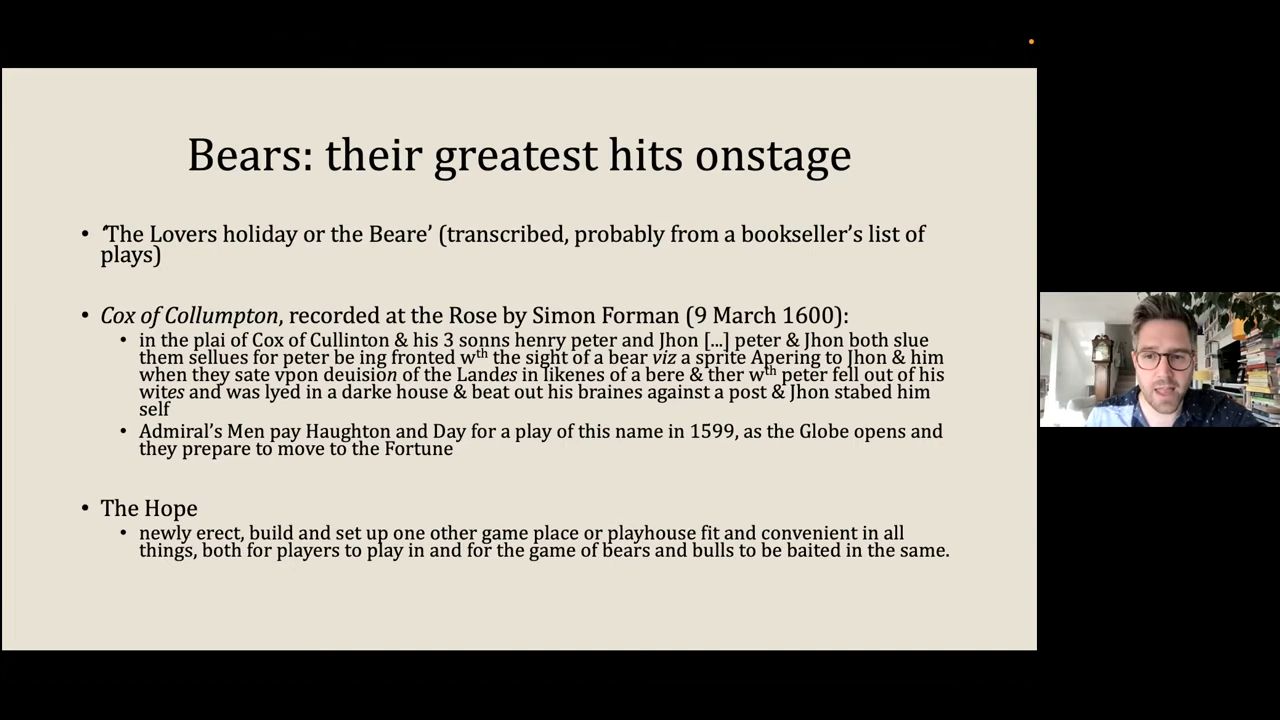 Bears: their greatest hits onstage
• ‘The Lovers holiday or the Beare’ (transcribed, probably from a bookseller’s list of
plays)
• Cox of Collumpton, recorded at the Rose by Simon Forman (9 March 1600):
• in the plai of Cox of Cullinton & his 3 sonns henry peter and Jhon [...] peter & Jhon both slue
them sellues for peter be ing fronted wth the sight of a bear viz a sprite Apering to Jhon & him
when they sate vpon deuision of the Landes in likenes of a bere & ther wth peter fell out of his
wites and was lyed in a darke house & beat out his braines against a post & Jhon stabed him
self
• Admiral’s Men pay Haughton and Day for a play of this name in 1599, as the Globe opens and
they prepare to move to the Fortune
• The Hope
• newly erect, build and set up one other game place or playhouse fit and convenient in all
things, both for players to play in and for the game of bears and bulls to be baited in the same.